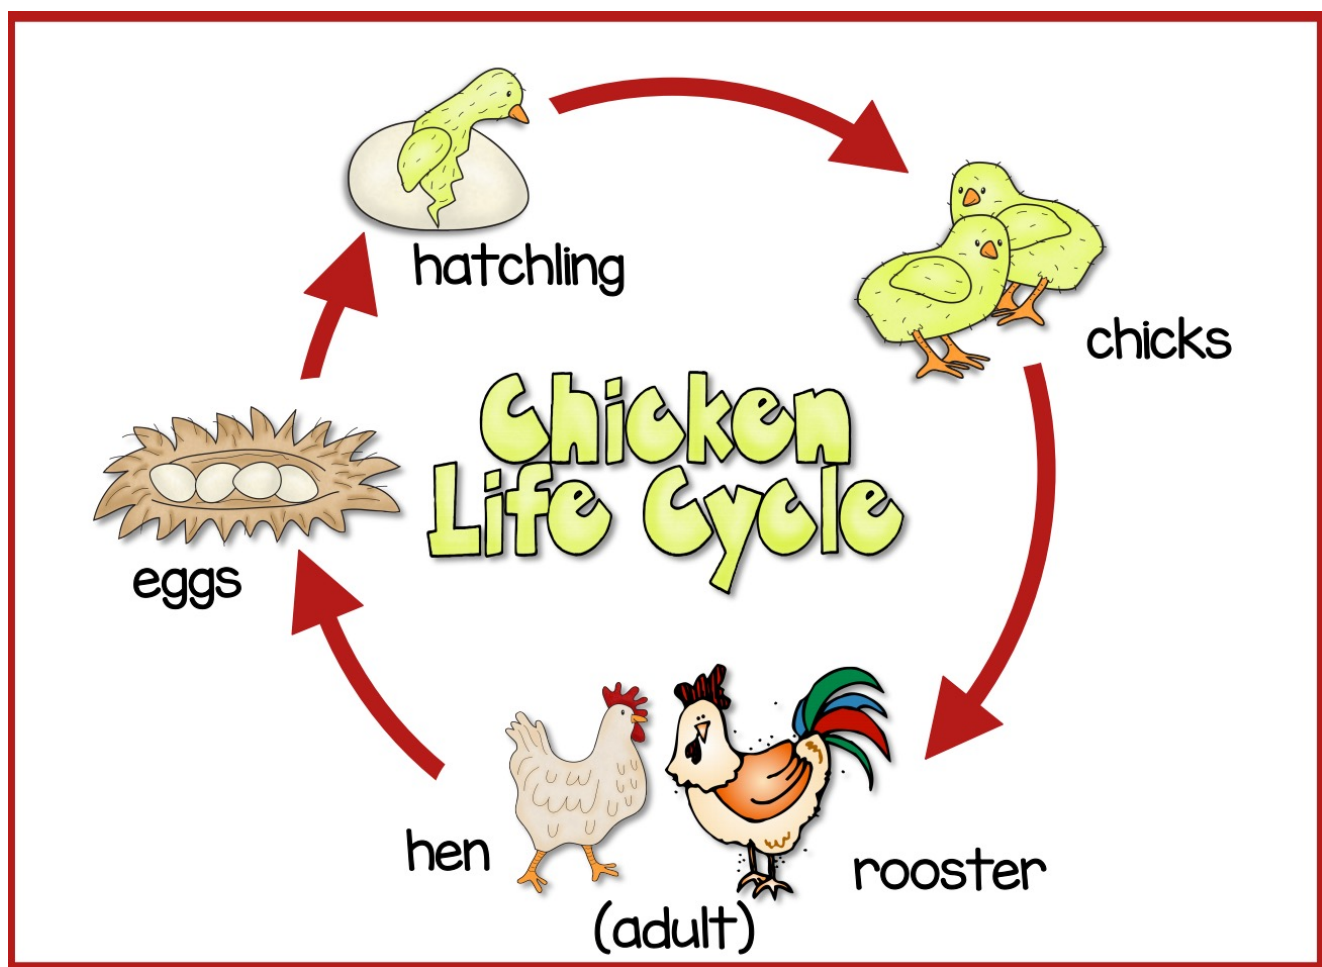 hatchling
chicks
Chicken
Life Cycle
eggs
hen
rooster
(adult)